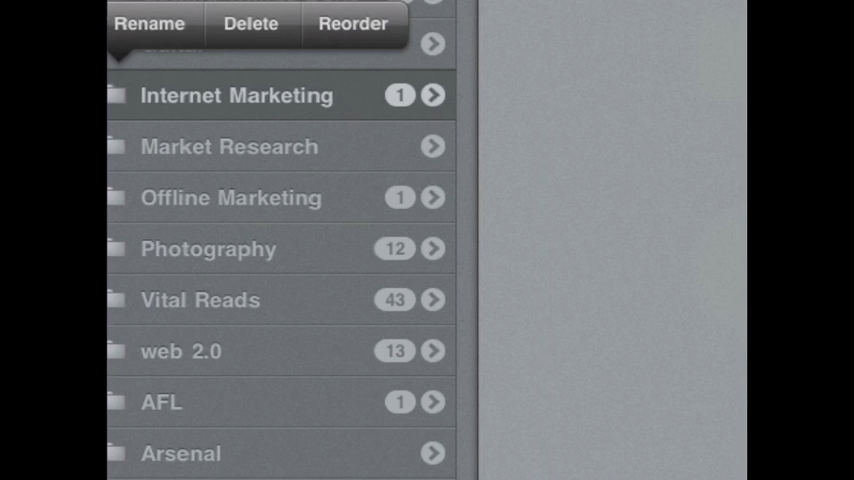 Rename Delete Reorder
Internet Marketing 1
Market Research
Offline Marketing 1
Photography 12
Vital Reads 43
web 2.0 13
AFL 1
Arsenal